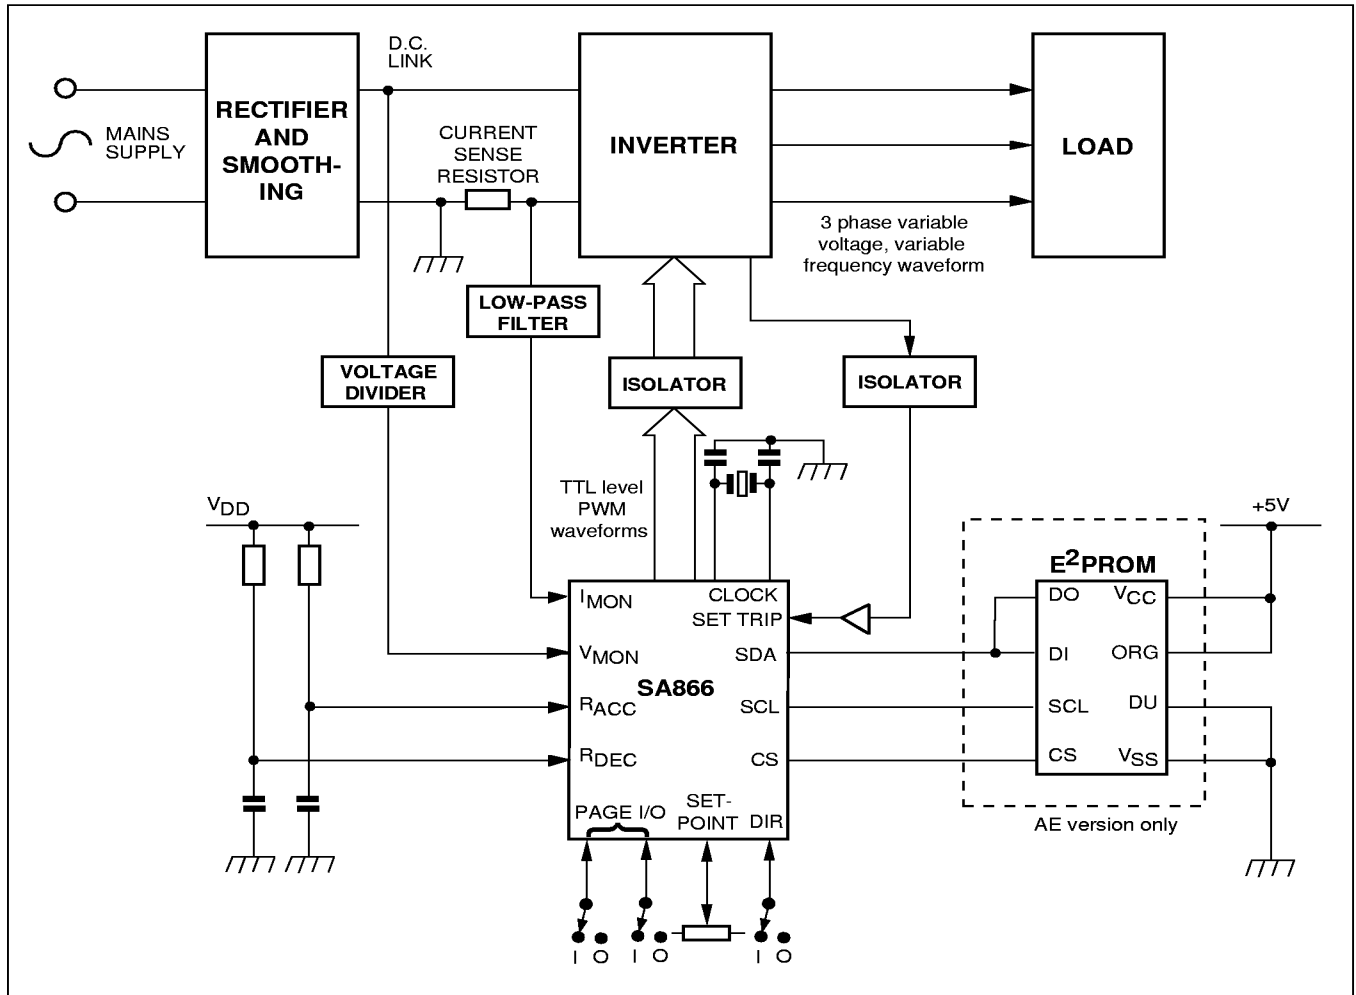 D.C.
LINK
RECTIFIER
AND
SMOOTH-
ING
MAINS
SUPPLY
CURRENT
SENSE
RESISTOR
INVERTER
LOAD
3 phase variable
voltage, variable
frequency waveform
LOW-PASS
FILTER
VOLTAGE
DIVIDER
ISOLATOR
ISOLATOR
TTL level
PWM
waveforms
VDD
+5V
E2PROM
IMON
VMON
RACC
RDEC
SA866
CLOCK
SET TRIP
SDA
SCL
CS
PAGE I/O
SET-
POINT
DIR
DO
DI
SCL
CS
VCC
ORG
DU
VSS
AE version only
I O I O I O